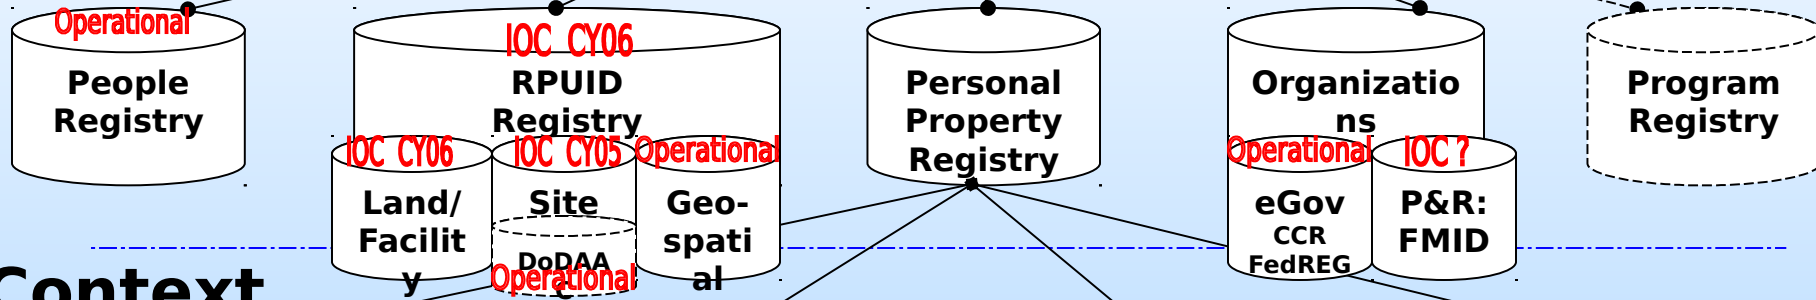 Operational
People
Registry
IOC CY06
RPUID
Registry
IOC CY06
Land/
Facilit
y
IOC CY05
Site
DoDAA
C
Operational
Operational
Geo-
spati
al
Personal
Property
Registry
Organizatio
ns
Operational
eGov
CCR
FedREG
IOC ?
P&R:
FMID
Program
Registry
Context